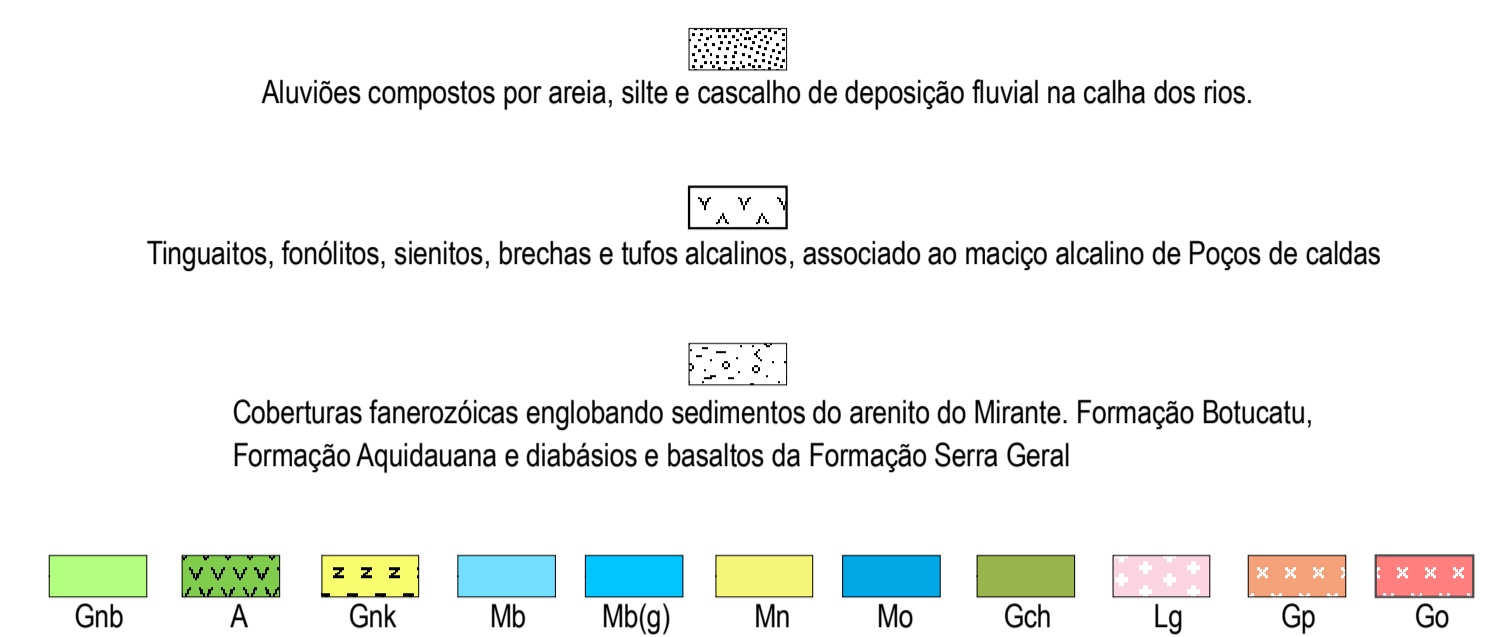 Aluviões compostos por areia, silte e cascalho de deposição fluvial na calha dos rios.
Tinguaitos, fonólitos, sienitos, brechas e tufos alcalinos, associado ao maciço alcalino de Poços de caldas
Coberturas fanerozóicas englobando sedimentos do arenito do Mirante. Formação Botucatu,
Formação Aquidauana e diabásios e basaltos da Formação Serra Geral
Gnb A Gnk Mb Mb(g) Mn Mo Gch Lg Gp Go